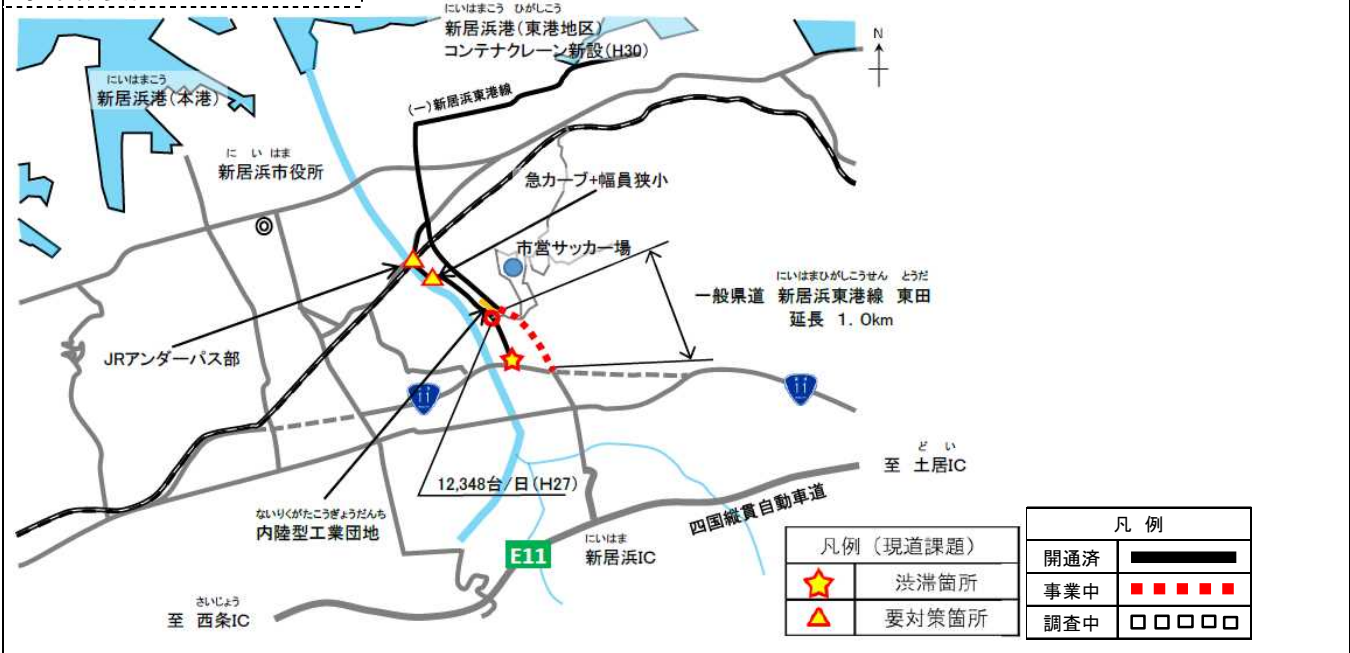 にいはまこう ひがしこう
新居浜港(東港地区)
コンテナクレーン新設(H30)
N
にいはまこう
新居浜港(本港)
(一)新居浜東港線
に い はま
新居浜市役所
急カーブ+幅員狭小
市営サッカー場
にいはまひがしこうせん とうだ
一般県道 新居浜東港線 東田
延長 1.0km
JRアンダーパス部
11
11
ど い
至 土居IC
12,348台/日(H27)
四国縦貫自動車道
ないりくがたこうぎょうだんち
内陸型工業団地
E11
にいはま
新居浜IC
さいじょう
至 西条IC
凡例(現道課題)
渋滞箇所
要対策箇所
凡 例
開通済
事業中
調査中